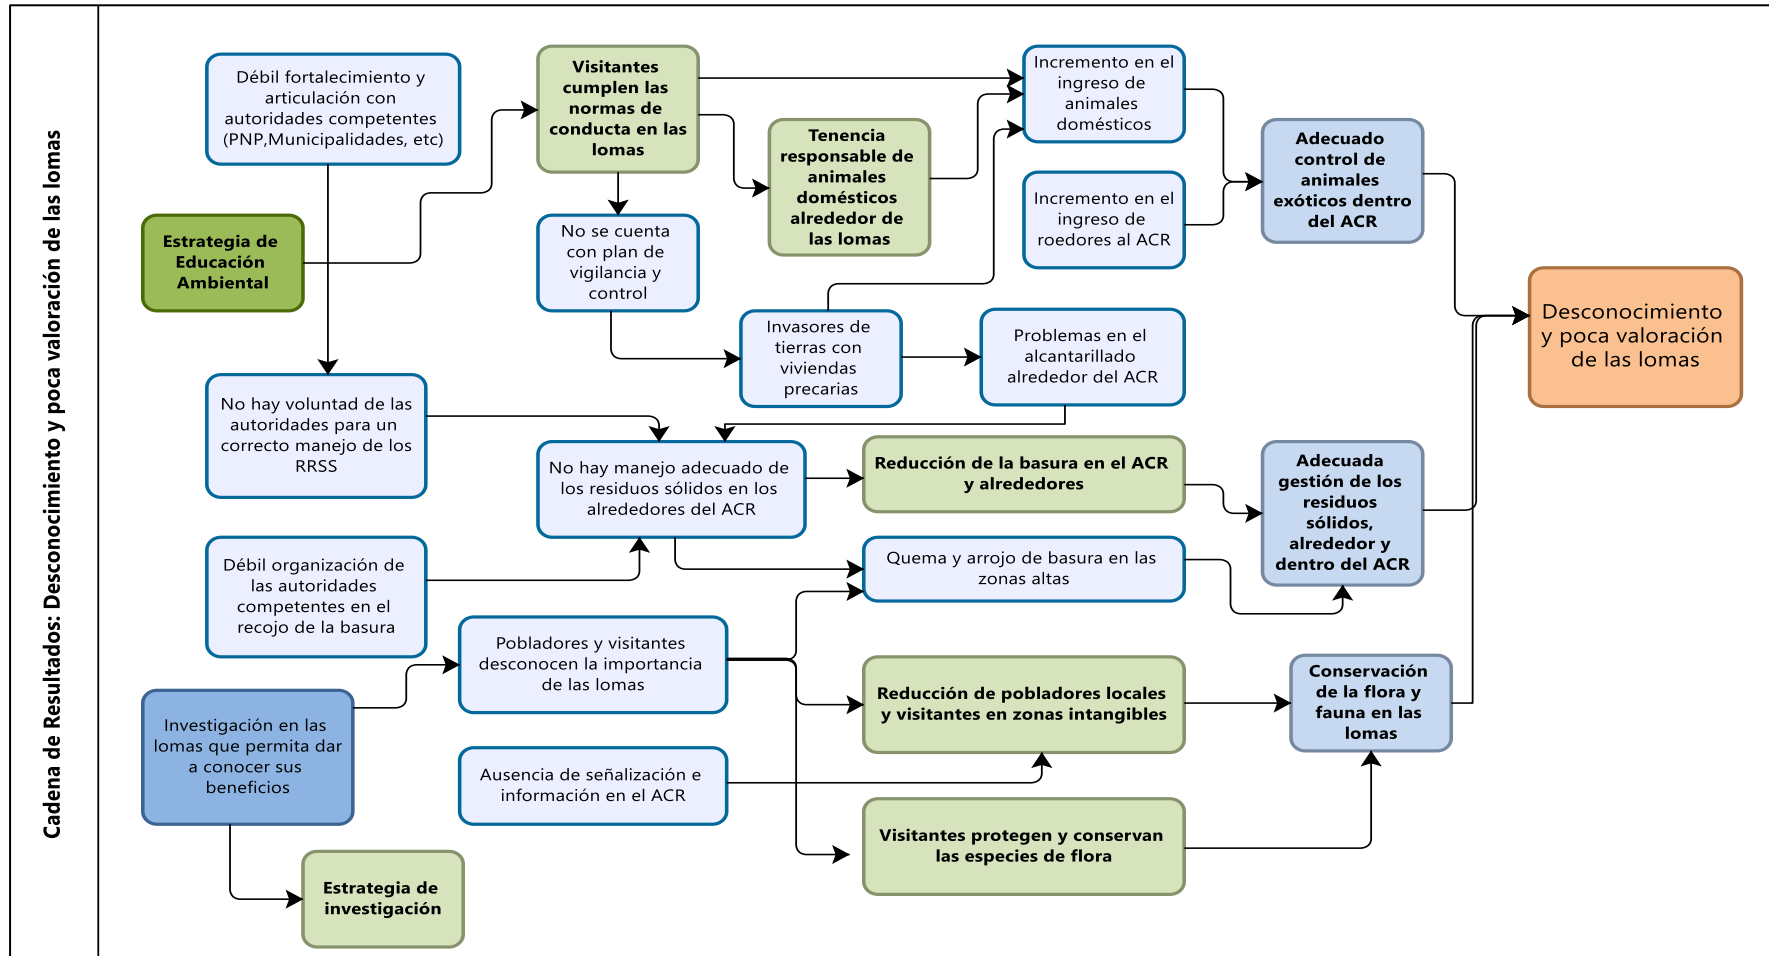 Cadena de Resultados: Desconocimiento y poca valoración de las lomas
Débil fortalecimiento y
articulación con
autoridades competentes
(PNP,Municipalidades, etc)
Estrategia de
Educación
Ambiental
Visitantes
cumplen las
normas de
conducta en las
lomas
Tenencia
responsable de
animales
domésticos
alrededor de
las lomas
Incremento en el
ingreso de
animales
domésticos
Incremento en el
ingreso de
roedores al ACR
Adecuado
control de
animales
exóticos dentro
del ACR
No se cuenta
con plan de
vigilancia y
control
Invasores de
tierras con
viviendas
precarias
Problemas en el
alcantarillado
alrededor del ACR
Desconocimiento
y poca valoración
de las lomas
No hay voluntad de las
autoridades para un
correcto manejo de los
RRSS
No hay manejo adecuado de
los residuos sólidos en los
alrededores del ACR
Reducción de la basura en el ACR
y alrededores
Adecuada
gestión de los
residuos
sólidos,
alrededor y
dentro del ACR
Débil organización de
las autoridades
competentes en el
recojo de la basura
Quema y arrojo de basura en las
zonas altas
Pobladores y visitantes
desconocen la importancia
de las lomas
Reducción de pobladores locales
y visitantes en zonas intangibles
Conservación
de la flora y
fauna en las
lomas
Investigación en las
lomas que permita dar
a conocer sus
beneficios
Ausencia de señalización e
información en el ACR
Visitantes protegen y conservan
las especies de flora
Estrategia de
investigación